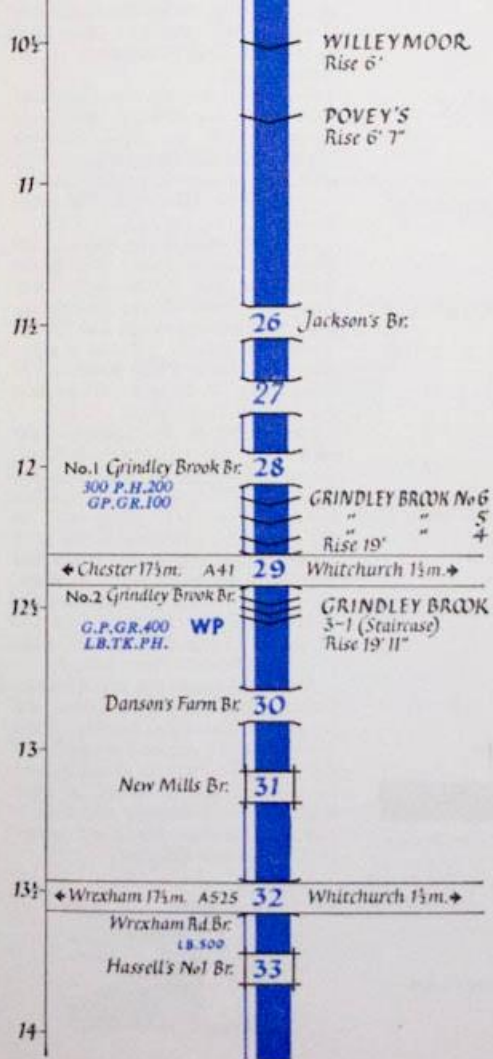 10½
WILLEYMOOR
Rise 6'
POVEY'S
Rise 6' 7"
11
11½
26 Jackson's Br.
27
12
No.1 Grindley Brook Br. 28
300 P.H.200
GP.GR.100
GRINDLEY BROOK No 6
" " 5
" " 4
Rise 19'
← Chester 17½m. A41 29 Whitchurch 1½m.→
12½
No.2 Grindley Brook Br.
GRINDLEY BROOK
3-1 (Staircase)
Rise 19' 11"
G.P.GR.400 WP
LB.TK.PH.
Danson's Farm Br. 30
13
New Mills Br. 31
13½
← Wrexham 17½m. A525 32 Whitchurch 1½m.→
Wrexham Rd.Br.
LB.500
Hassell's No1 Br. 33
14